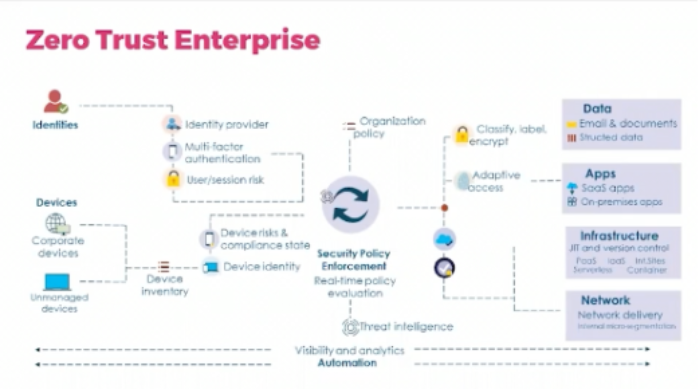 Zero Trust Enterprise
Identities
Identity provider
Multi-factor
authentication
User/session risk
Devices
Corporate
devices
Unmanaged
devices
Device
inventory
Device risks &
compliance state
Device identity
Organization
policy
Security Policy
Enforcement
Real-time policy
evaluation
Threat intelligence
Classify, label,
encrypt
Adaptive
access
Data
Email & documents
Structed data
Apps
SaaS apps
On-premises apps
Infrastructure
JIT and version control
PaaS IaaS Int.Sites
Serverless Container
Network
Network delivery
Internal micro-segmentation
Visibility and analytics
Automation